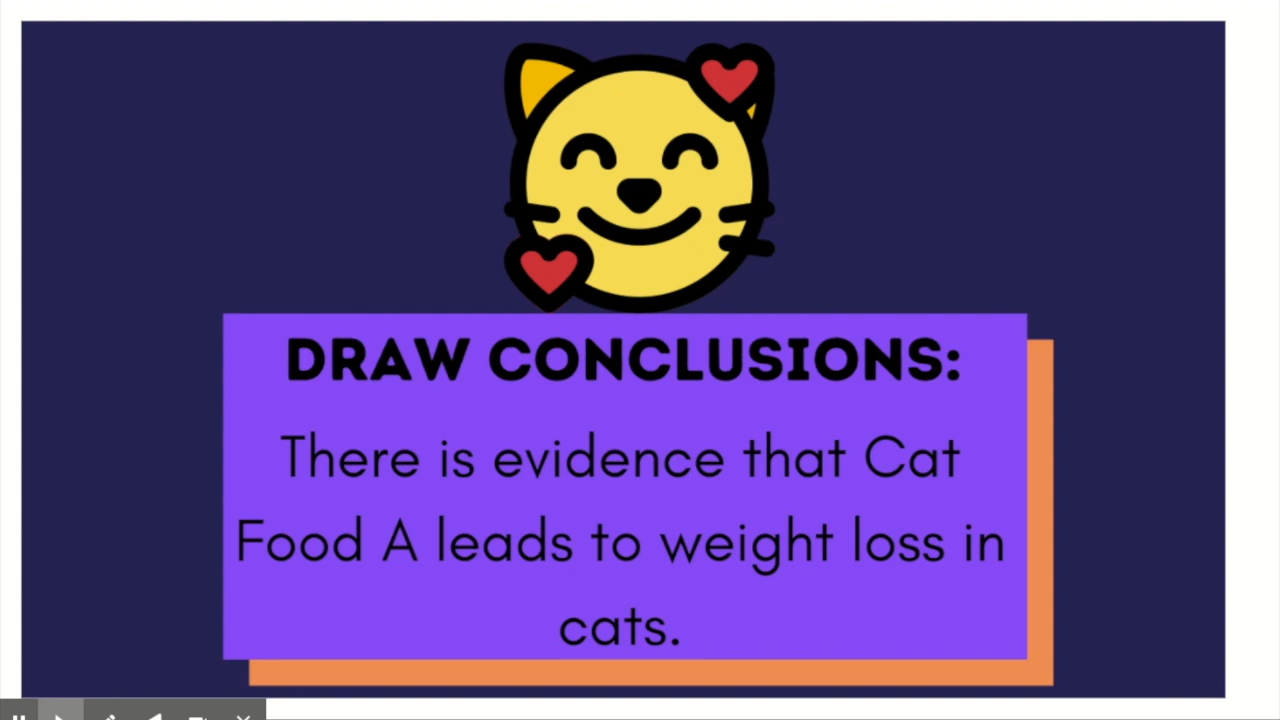 DRAW CONCLUSIONS:
There is evidence that Cat
Food A leads to weight loss in
cats.